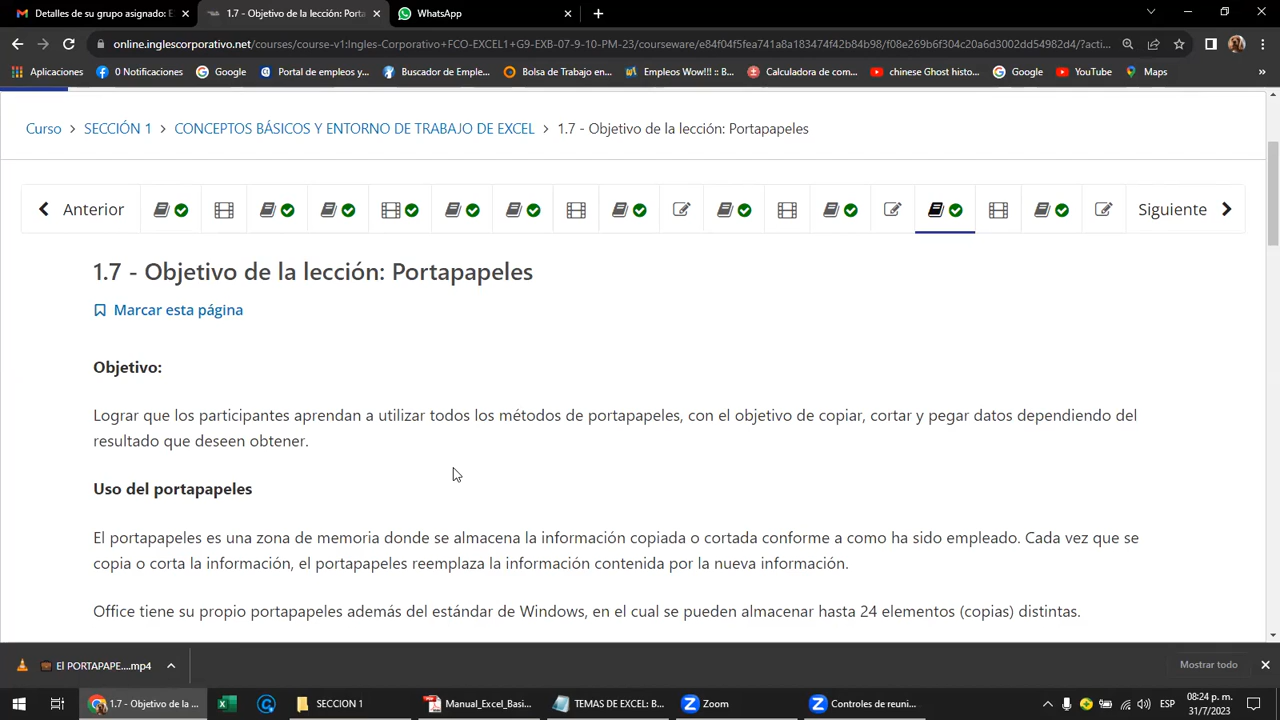 Detalles de su grupo asignado: E
1.7 - Objetivo de la lección: Porta
WhatsApp
online.inglescorporativo.net/courses/course-v1:Ingles-Corporativo+FCO-EXCEL1+G9-EXB-07-9-10-PM-23/courseware/e84f04f5fea741a8a183474f42b84b98/f08e269b6f304c20a6d3002dd54982d4/?acti...
Aplicaciones
0 Notificaciones
Google
Portal de empleos y...
Buscador de Emple...
Bolsa de Trabajo en...
Empleos Wow!!! :: B...
Calculadora de com...
chinese Ghost histo...
Google
YouTube
Maps
»
Curso > SECCIÓN 1 > CONCEPTOS BÁSICOS Y ENTORNO DE TRABAJO DE EXCEL > 1.7 - Objetivo de la lección: Portapapeles
Anterior
Siguiente
1.7 - Objetivo de la lección: Portapapeles
Marcar esta página
Objetivo:
Lograr que los participantes aprendan a utilizar todos los métodos de portapapeles, con el objetivo de copiar, cortar y pegar datos dependiendo del
resultado que deseen obtener.
Uso del portapapeles
El portapapeles es una zona de memoria donde se almacena la información copiada o cortada conforme a como ha sido empleado. Cada vez que se
copia o corta la información, el portapapeles reemplaza la información contenida por la nueva información.
Office tiene su propio portapapeles además del estándar de Windows, en el cual se pueden almacenar hasta 24 elementos (copias) distintas.
El PORTAPAPE....mp4
Mostrar todo
1.7 - Objetivo de la ...
SECCION 1
Manual_Excel_Basi...
TEMAS DE EXCEL: B...
Zoom
Controles de reuni...
ESP
08:24 p. m.
31/7/2023